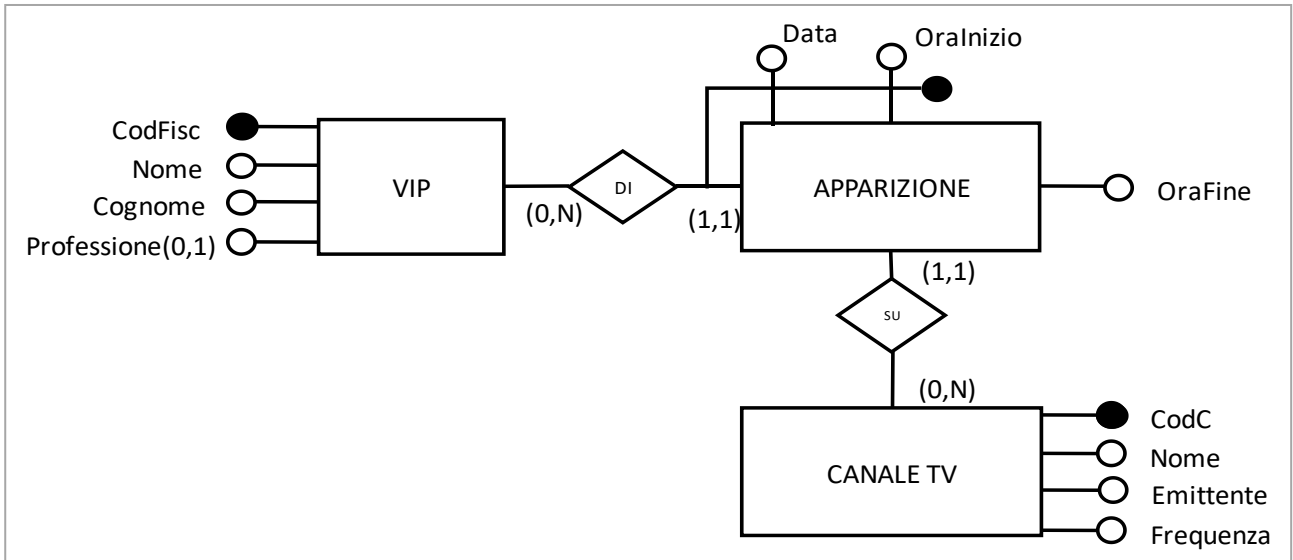 Data
OraInizio
CodFisc
Nome
Cognome
Professione(0,1)
VIP
(0,N)
DI
(1,1)
APPARIZIONE
OraFine
(1,1)
SU
(0,N)
CANALE TV
CodC
Nome
Emittente
Frequenza